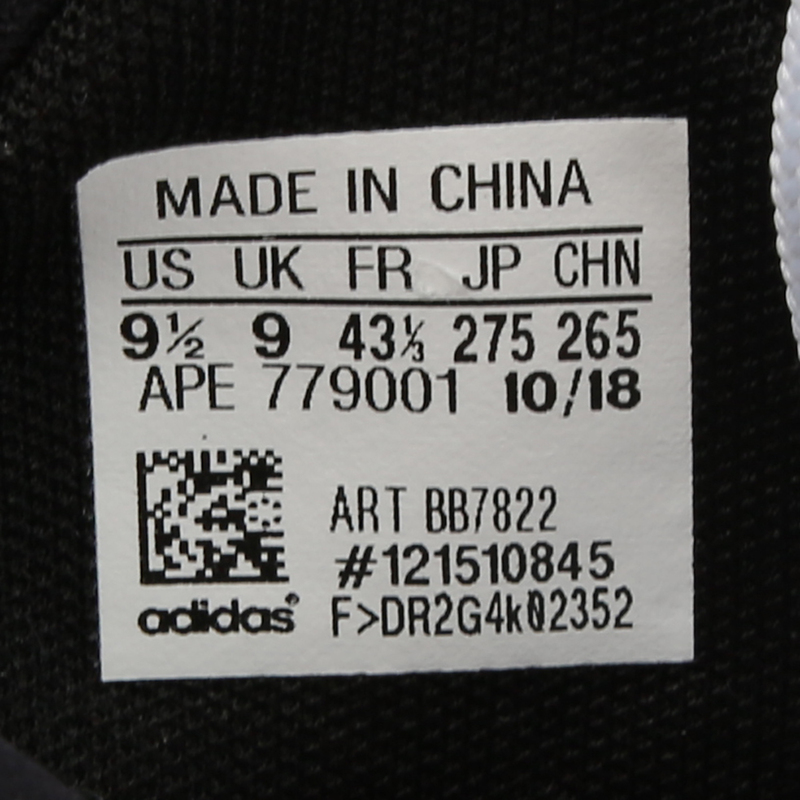 MADE IN CHINA
US UK FR JP CHN
9½ 9 43⅓ 275 265
APE 779001 10/18
ART BB7822
#121510845
adidas® F>DR2G4k02352